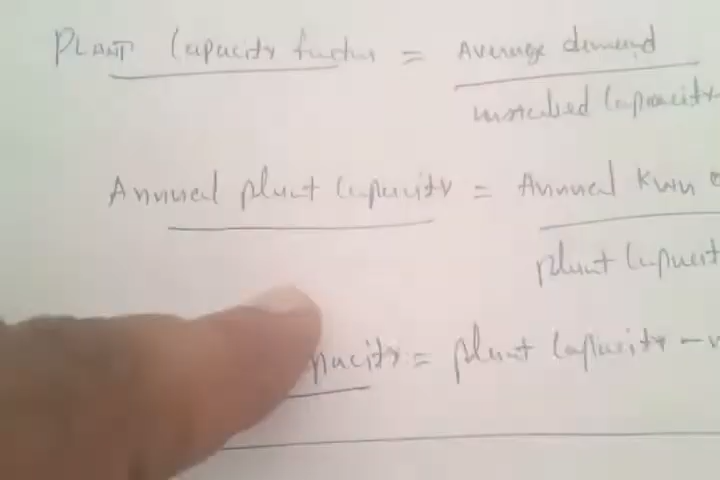 PLANT Capacity factor = Average demand
installed Capacity
Annual plant Capacity = Annual kwh
plant Capacit
pacity = plant Capacity –